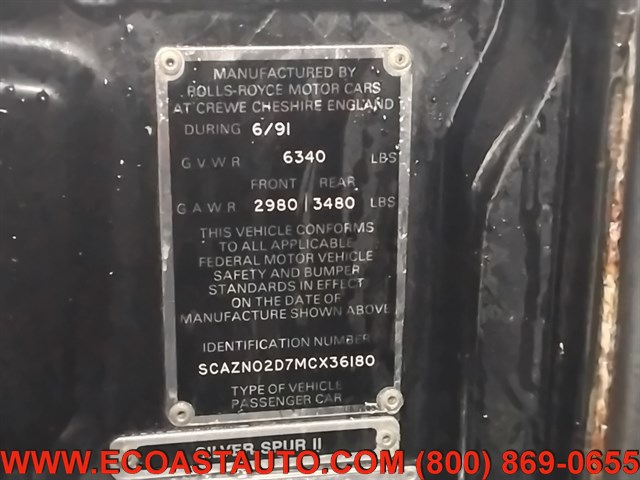 MANUFACTURED BY
ROLLS-ROYCE MOTOR CARS
AT CREWE CHESHIRE ENGLAND
DURING 6/91
G V W R 6340 LBS
FRONT REAR
G A W R 2980 3480 LBS
THIS VEHICLE CONFORMS
TO ALL APPLICABLE
FEDERAL MOTOR VEHICLE
SAFETY AND BUMPER
STANDARDS IN EFFECT
ON THE DATE OF
MANUFACTURE SHOWN ABOVE
IDENTIFICATION NUMBER
SCAZN02D7MCX36180
TYPE OF VEHICLE
PASSENGER CAR
SILVER SPUR II
WWW.ECOASTAUTO.COM (800) 869-0655